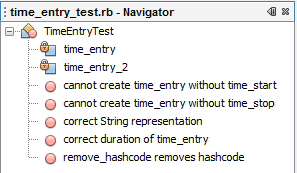 time_entry_test.rb - Navigator
TimeEntryTest
time_entry
time_entry_2
cannot create time_entry without time_start
cannot create time_entry without time_stop
correct String representation
correct duration of time_entry
remove_hashcode removes hashcode